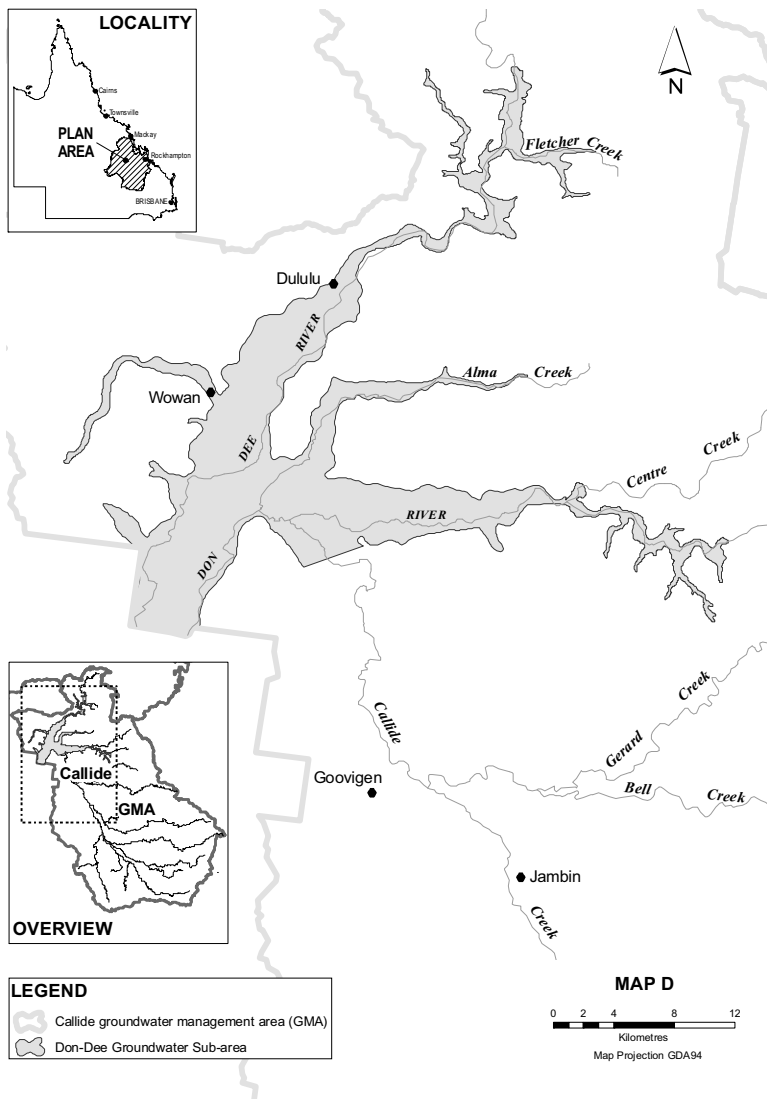 LOCALITY
Cairns
Townsville
Mackay
PLAN
AREA
Rockhampton
BRISBANE
N
Fletcher Creek
Dululu
RIVER
Alma Creek
Wowan
DEE
Centre Creek
RIVER
DON
Callide
Gerard Creek
Goovigen
Bell Creek
Jambin
Creek
Callide
GMA
OVERVIEW
LEGEND
Callide groundwater management area (GMA)
Don-Dee Groundwater Sub-area
MAP D
0 2 4 8 12
Kilometres
Map Projection GDA94